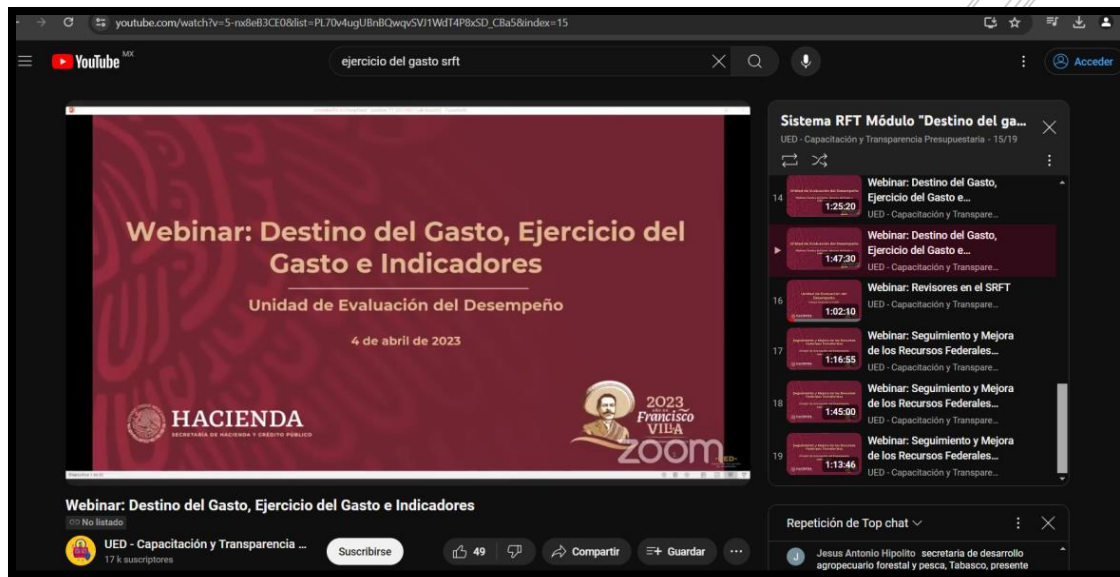 youtube.com/watch?v=5-nx8eB3CE0&list=PL70v4ugUBnBQwqvSVJ1WdT4P8xSD_CBa5&index=15
YouTube MX
ejercicio del gasto srft
Acceder
Webinar: Destino del Gasto, Ejercicio del
Gasto e Indicadores
Unidad de Evaluación del Desempeño
4 de abril de 2023
HACIENDA
SECRETARÍA DE HACIENDA Y CRÉDITO PÚBLICO
2023
Francisco
VILLA
zoom
Webinar: Destino del Gasto, Ejercicio del Gasto e Indicadores
No listado
UED - Capacitación y Transparencia ...
17 k suscriptores
Suscribirse
49
Compartir
Guardar
Sistema RFT Módulo "Destino del ga...
UED - Capacitación y Transparencia Presupuestaria - 15/19
14
1:25:20
Webinar: Destino del Gasto,
Ejercicio del Gasto e...
UED - Capacitación y Transpare...
1:47:30
Webinar: Destino del Gasto,
Ejercicio del Gasto e...
UED - Capacitación y Transpare...
16
1:02:10
Webinar: Revisores en el SRFT
UED - Capacitación y Transpare...
17
1:16:55
Webinar: Seguimiento y Mejora
de los Recursos Federales...
UED - Capacitación y Transpare...
18
1:45:00
Webinar: Seguimiento y Mejora
de los Recursos Federales...
UED - Capacitación y Transpare...
19
1:13:46
Webinar: Seguimiento y Mejora
de los Recursos Federales...
UED - Capacitación y Transpare...
Repetición de Top chat
J
Jesus Antonio Hipolito secretaria de desarrollo
agropecuario forestal y pesca, Tabasco, presente